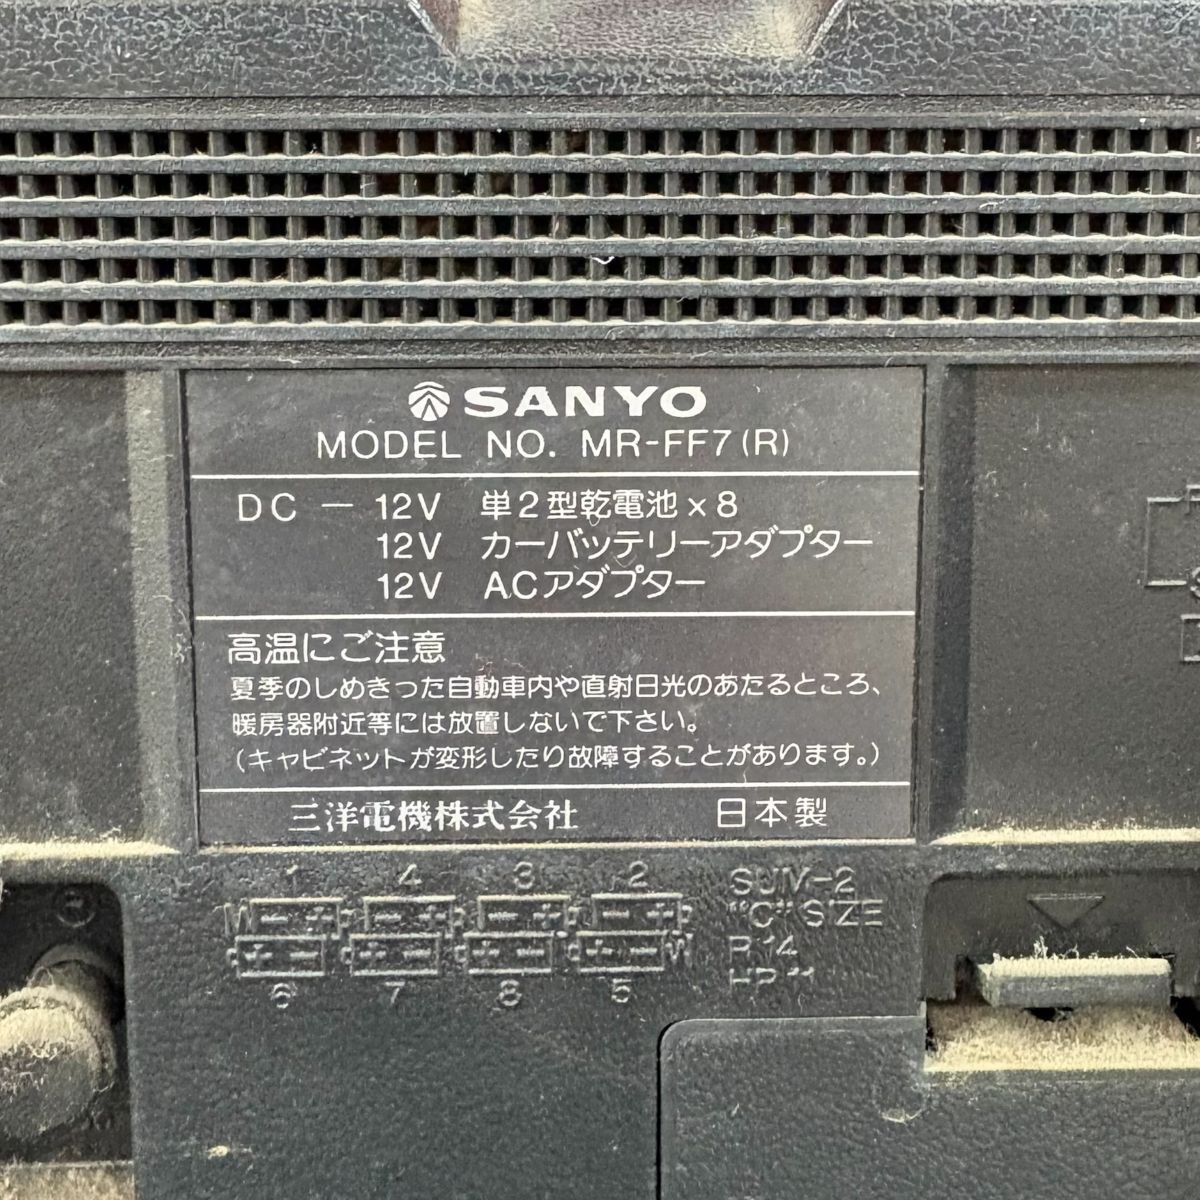 SANYO
MODEL NO. MR-FF7(R)
DC — 12V 単2型乾電池×8
12V カーバッテリーアダプター
12V ACアダプター
高温にご注意
夏季のしめきった自動車内や直射日光のあたるところ、
暖房器附近等には放置しないで下さい。
(キャビネットが変形したり故障することがあります。)
三洋電機株式会社 日本製
1 4 3 2
6 7 8 5
SUM-2
"C" SIZE
R14
HP11